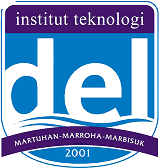 institut teknologi
del
MARTUHAN-MARROHA-MARBISUK
2001